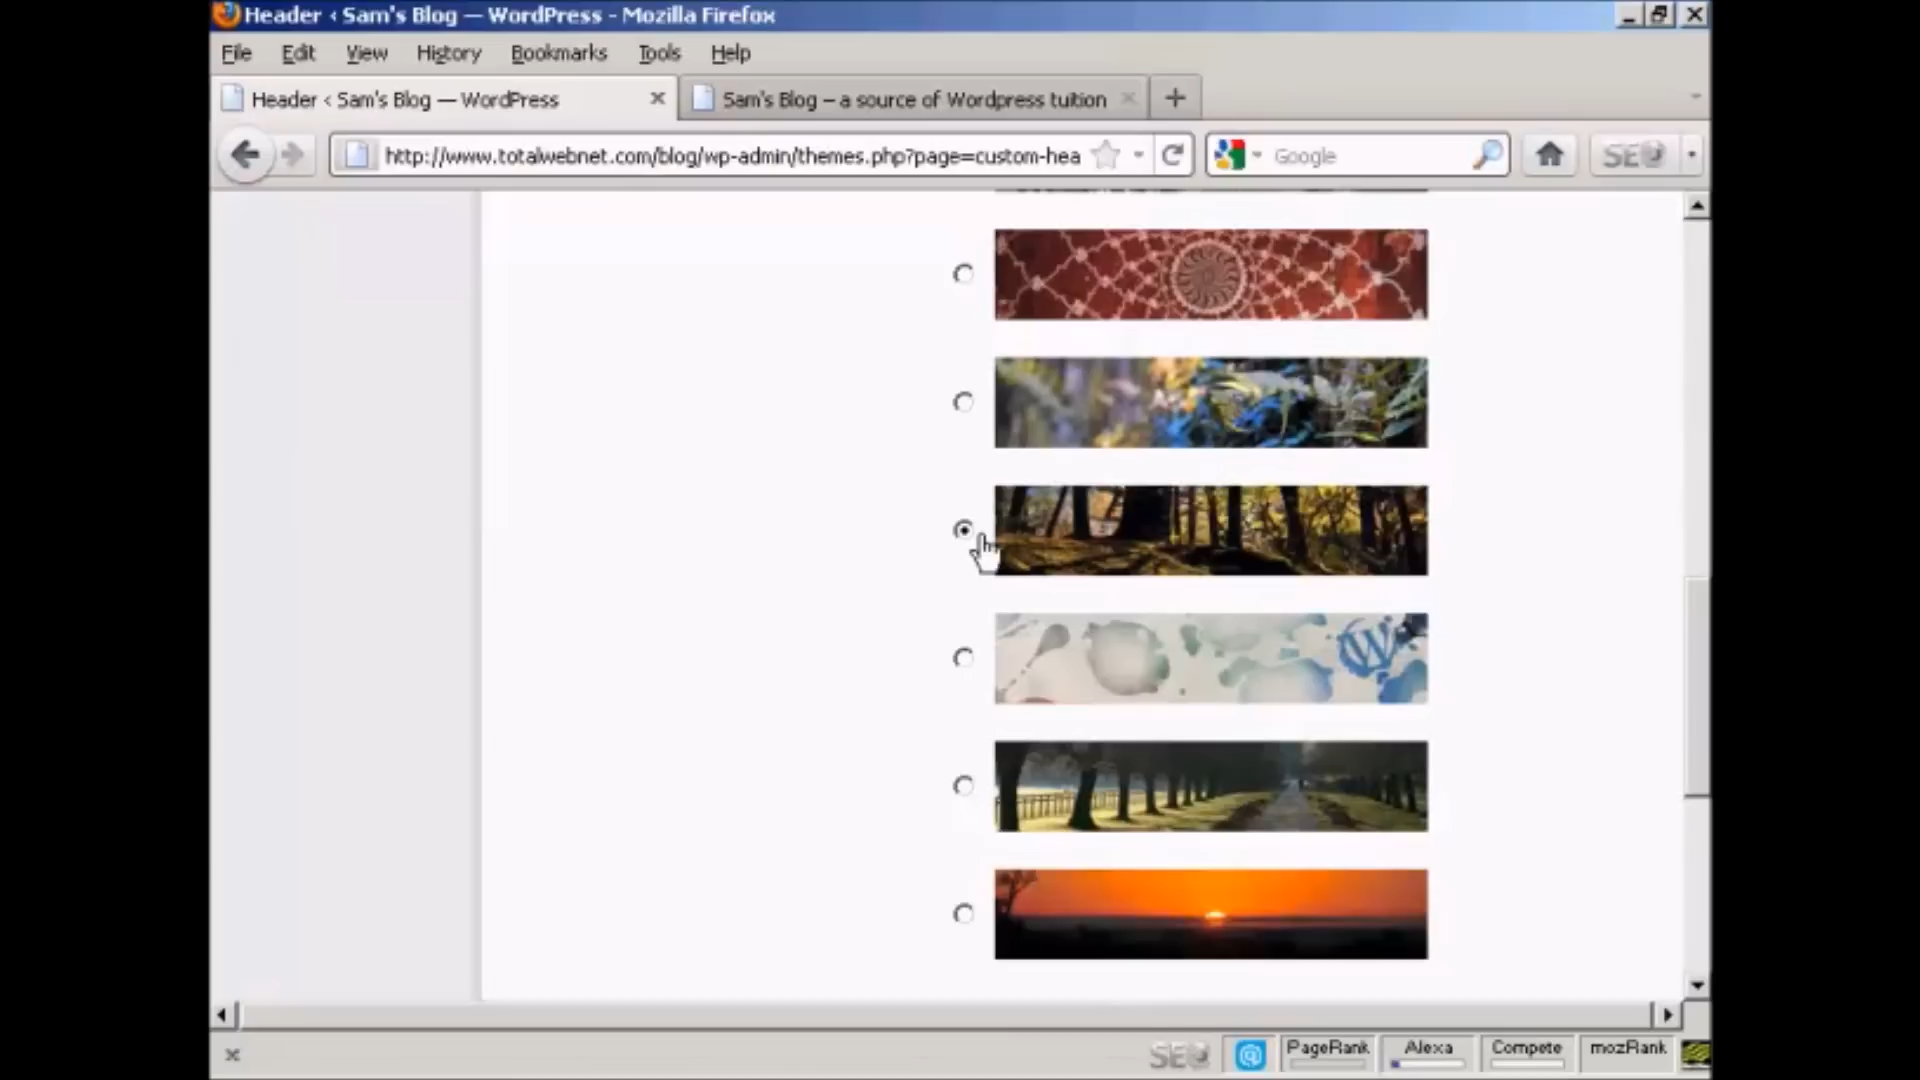 Header ‹ Sam's Blog — WordPress - Mozilla Firefox
File Edit View History Bookmarks Tools Help
Header ‹ Sam's Blog — WordPress
Sam's Blog – a source of Wordpress tuition
http://www.totalwebnet.com/blog/wp-admin/themes.php?page=custom-hea
Google
SEO
W
SEO
PageRank
Alexa
Compete
mozRank